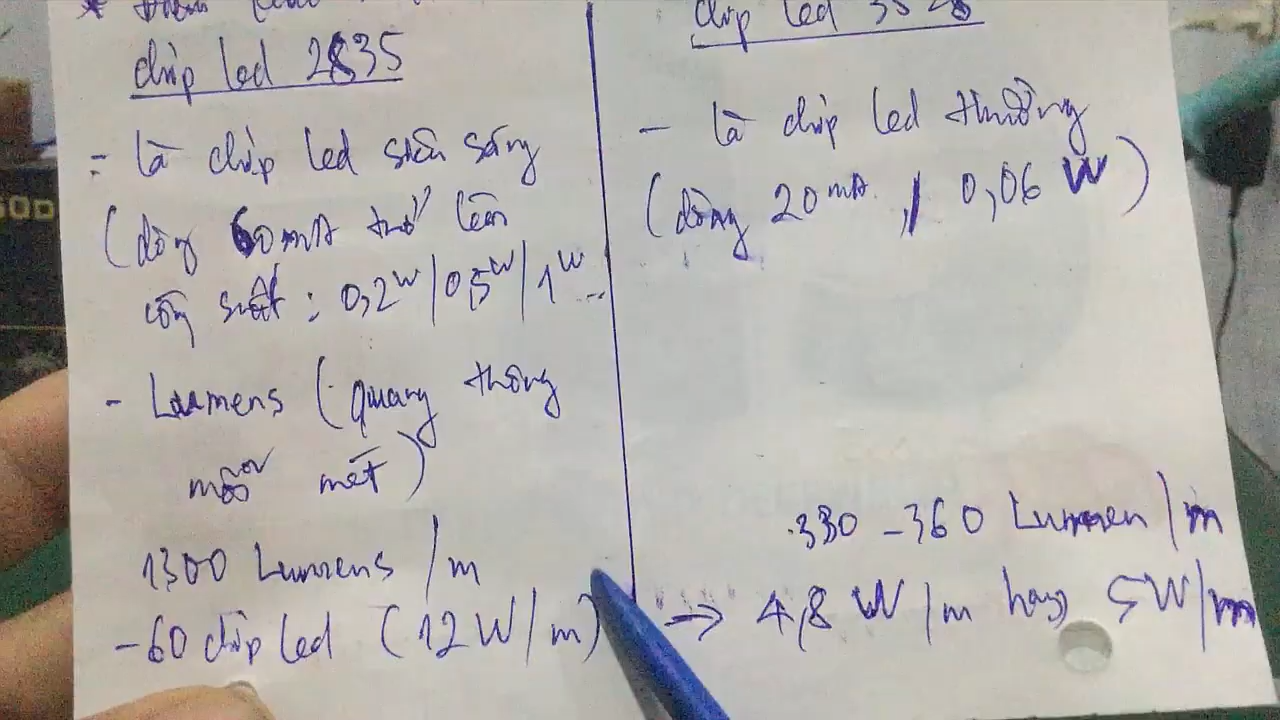 chip led 2835
- là chip led siêu sáng
(dòng 60mA trở lên
công suất : 0,2W/0,5W/1W...
- Lumens (quang thông
mỗi mét)
1300 Lumens /m
- 60 chip led (12W/m)
chip led 3528
- là chip led thường
(dòng 20mA / 0,06 W)
330 - 360 Lumen /m
→ 4,8 W /m hay 5W/m